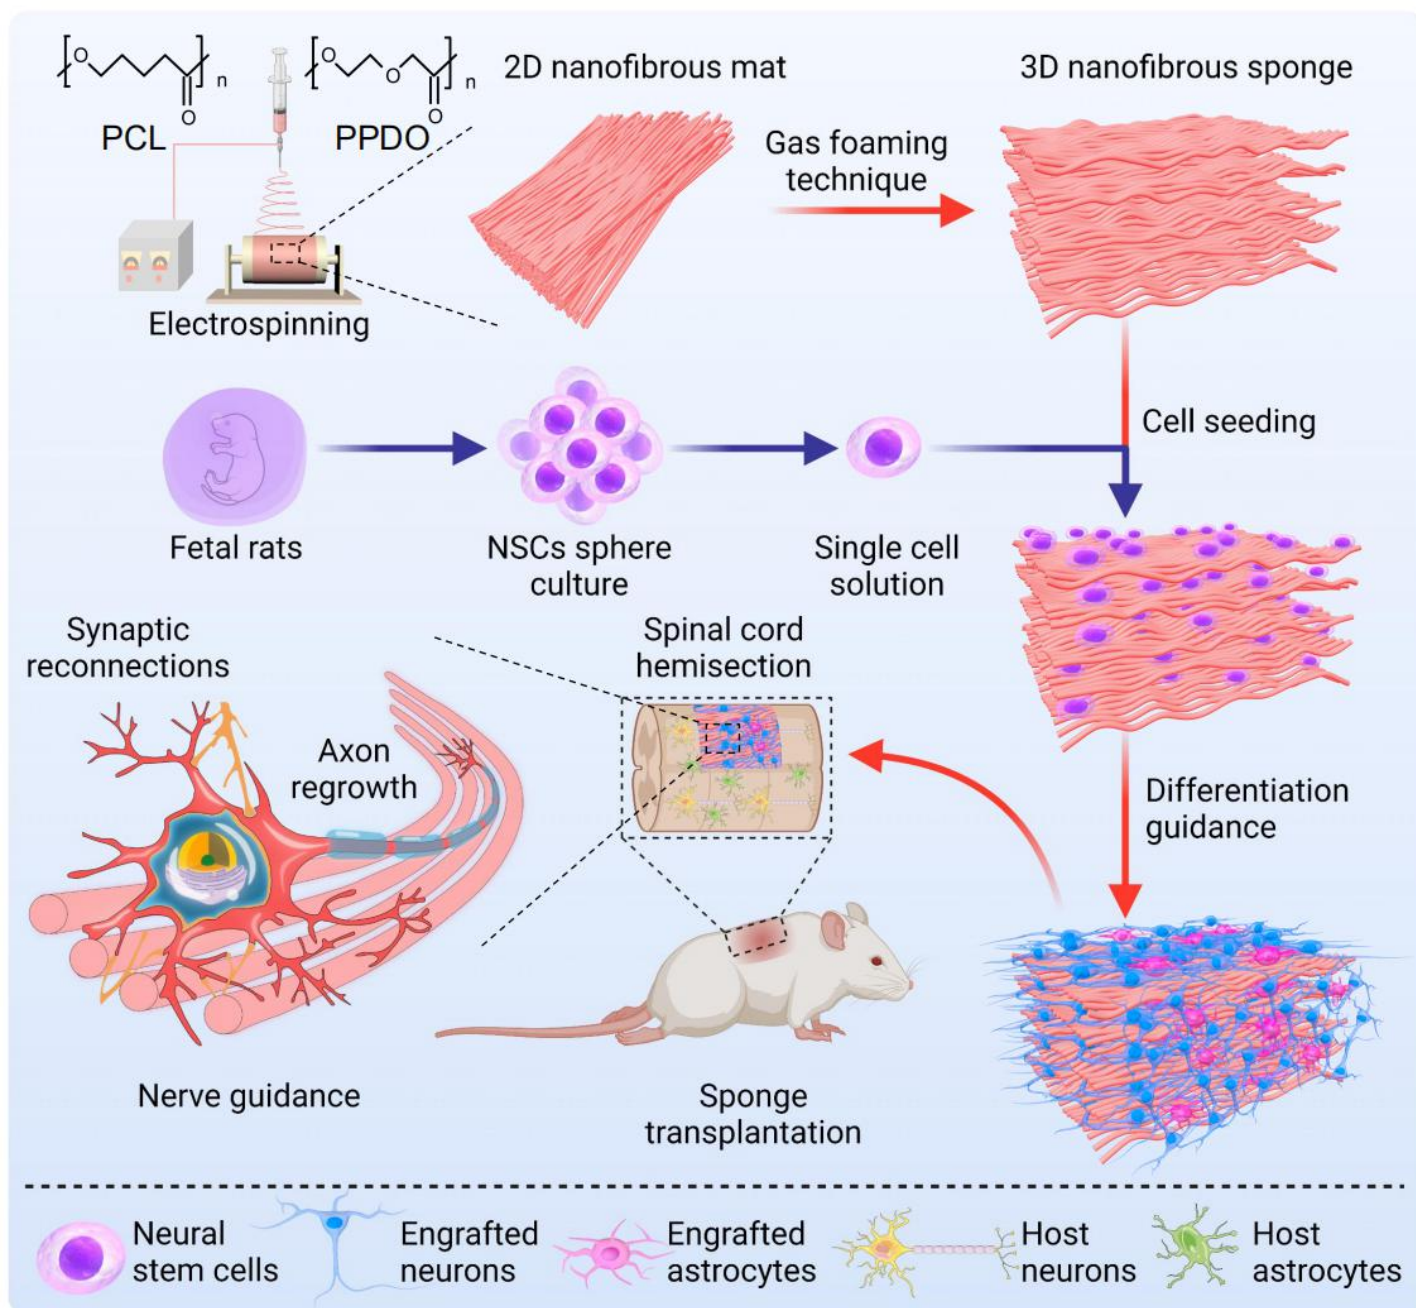 O
O
n
PCL
O
O
O
n
PPDO
Electrospinning
2D nanofibrous mat
Gas foaming
technique
3D nanofibrous sponge
Cell seeding
Fetal rats
NSCs sphere
culture
Single cell
solution
Synaptic
reconnections
Axon
regrowth
Spinal cord
hemisection
Differentiation
guidance
Nerve guidance
Sponge
transplantation
Neural
stem cells
Engrafted
neurons
Engrafted
astrocytes
Host
neurons
Host
astrocytes